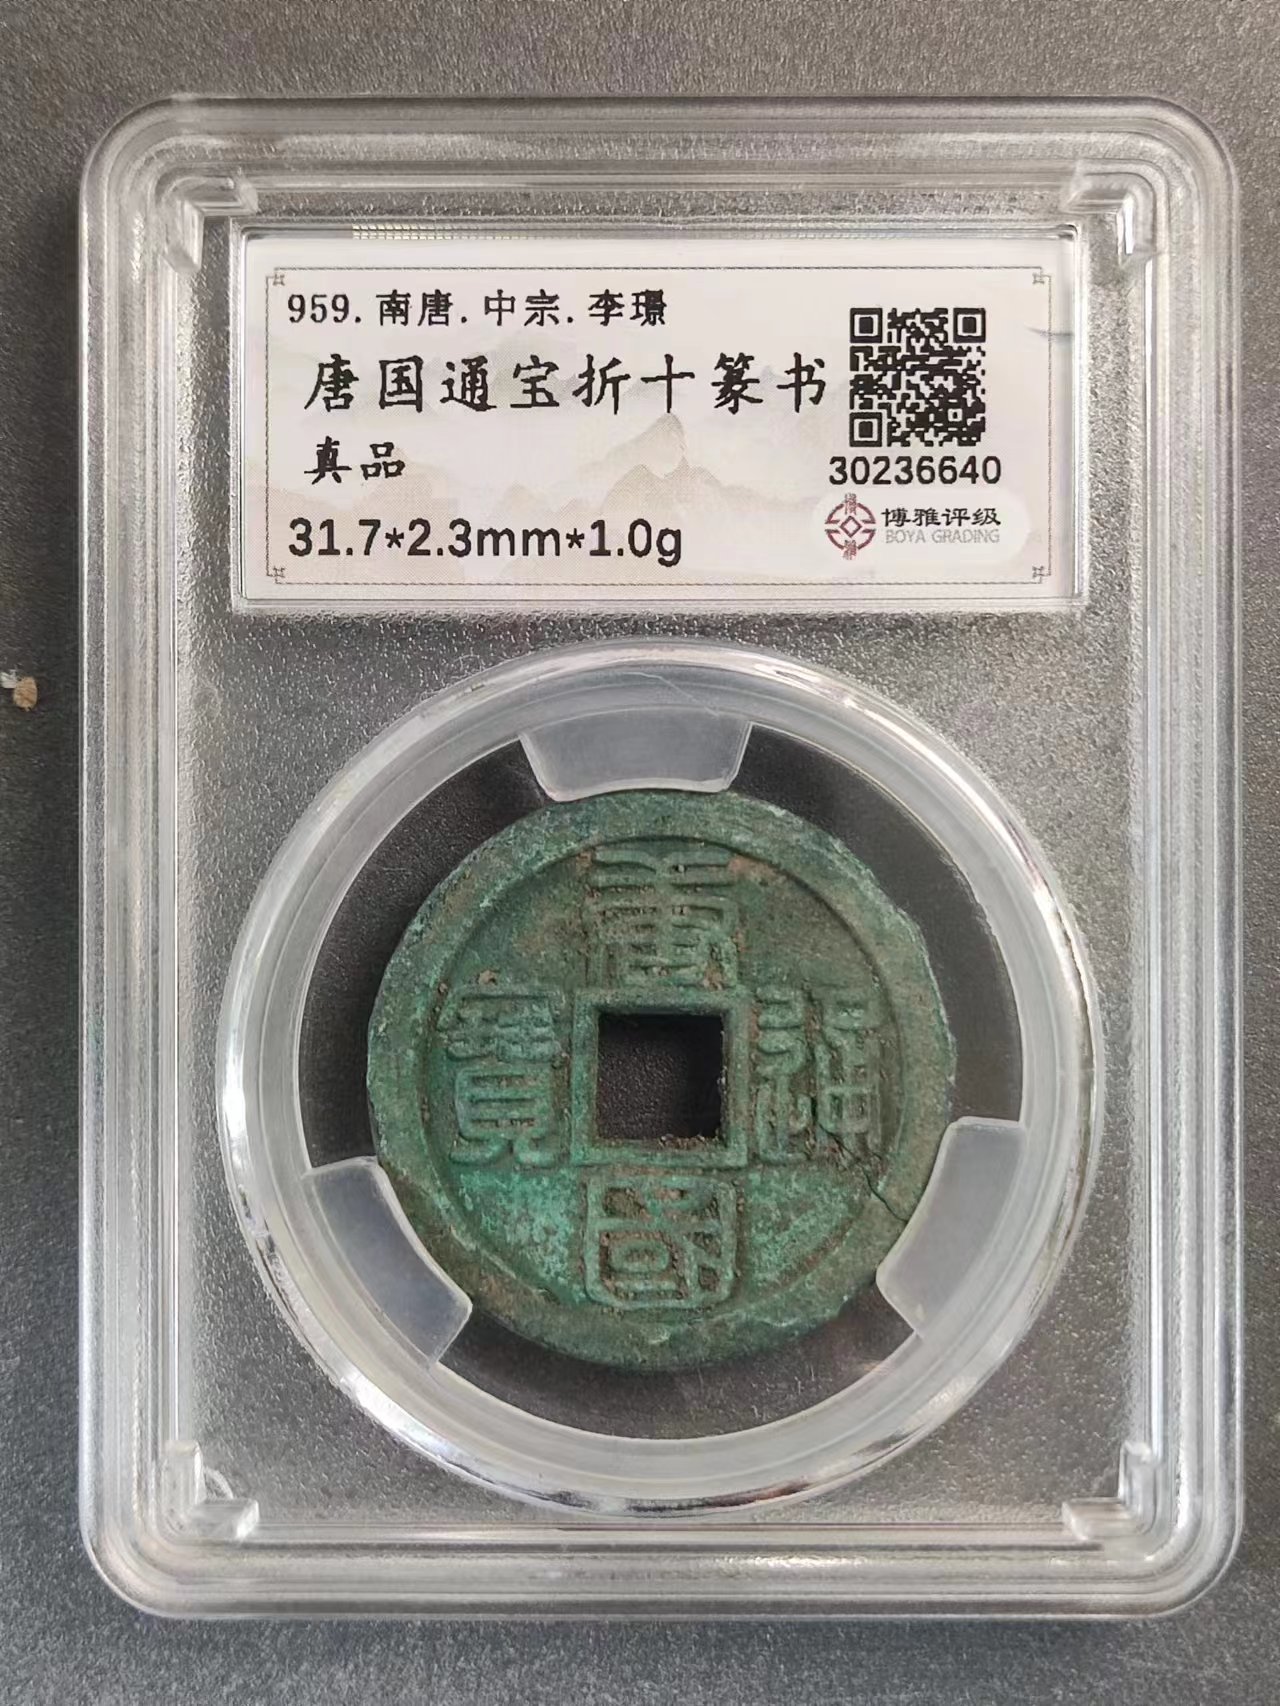 959.南唐.中宗.李璟
唐国通宝折十篆书
真品
31.7*2.3mm*1.0g
30236640
博雅评级
BOYA GRADING
唐
寶 通
國